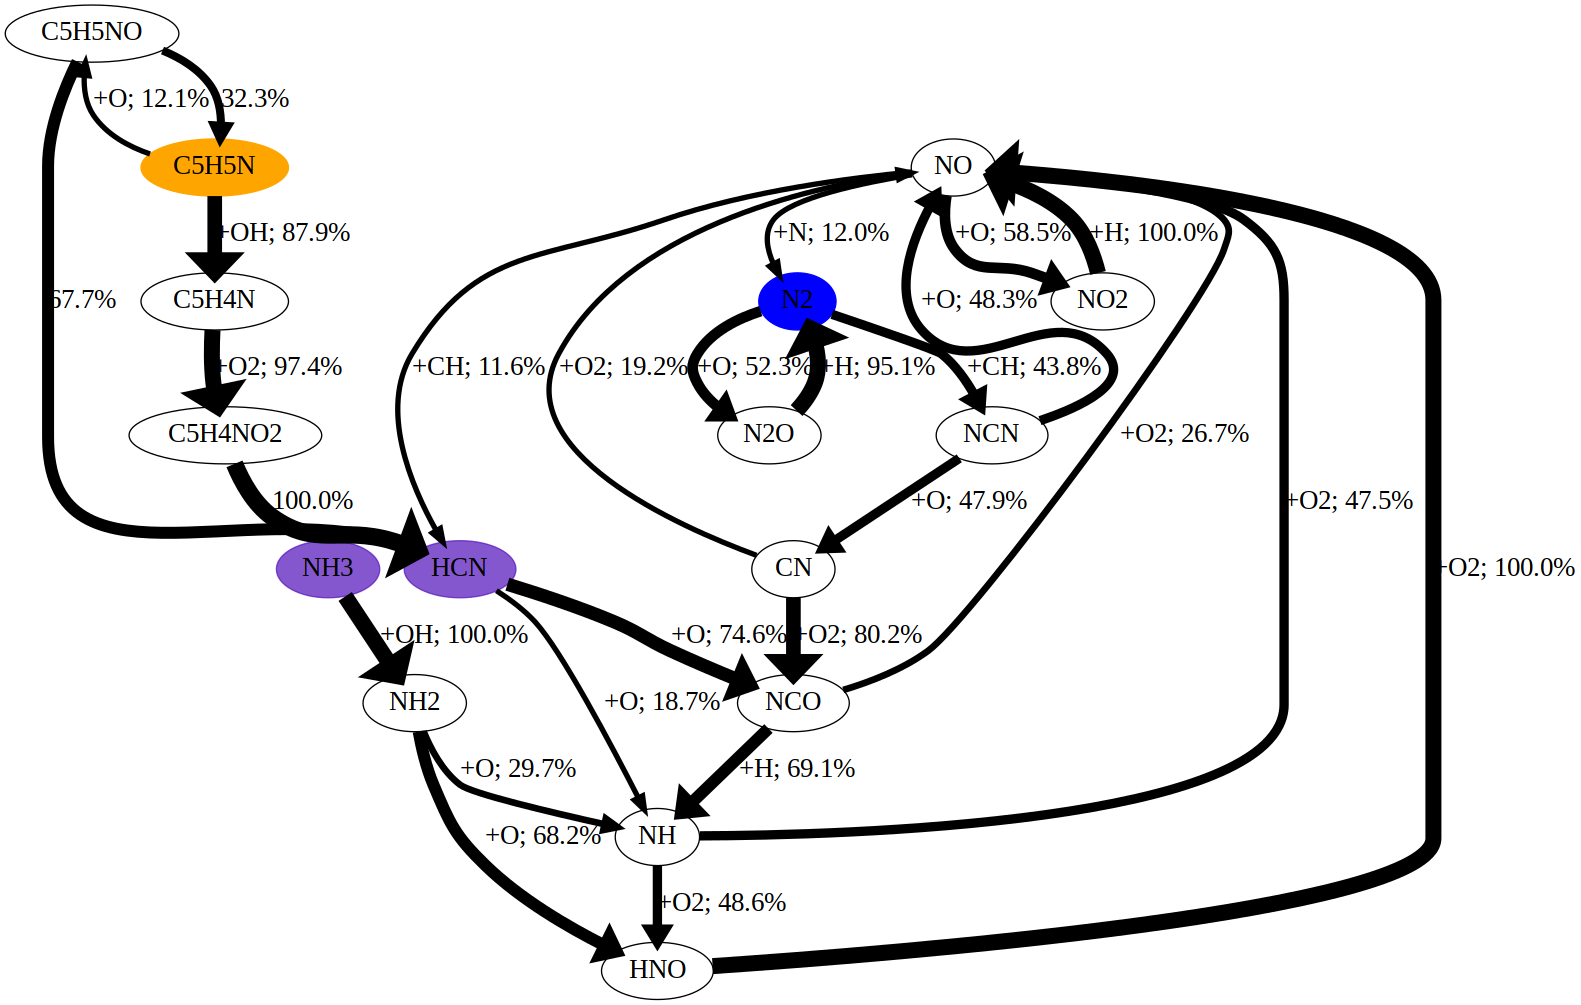 C5H5NO
+O; 12.1%
32.3%
C5H5N
NO
+OH; 87.9%
+N; 12.0%
+O; 58.5%
+H; 100.0%
67.7%
C5H4N
N2
+O; 48.3%
NO2
+O2; 97.4%
+CH; 11.6%
+O2; 19.2%
+O; 52.3%
+H; 95.1%
+CH; 43.8%
C5H4NO2
N2O
NCN
+O2; 26.7%
100.0%
+O; 47.9%
+O2; 47.5%
NH3
HCN
CN
+O2; 100.0%
+OH; 100.0%
+O; 74.6%
+O2; 80.2%
NH2
+O; 18.7%
NCO
+O; 29.7%
+H; 69.1%
+O; 68.2%
NH
+O2; 48.6%
HNO